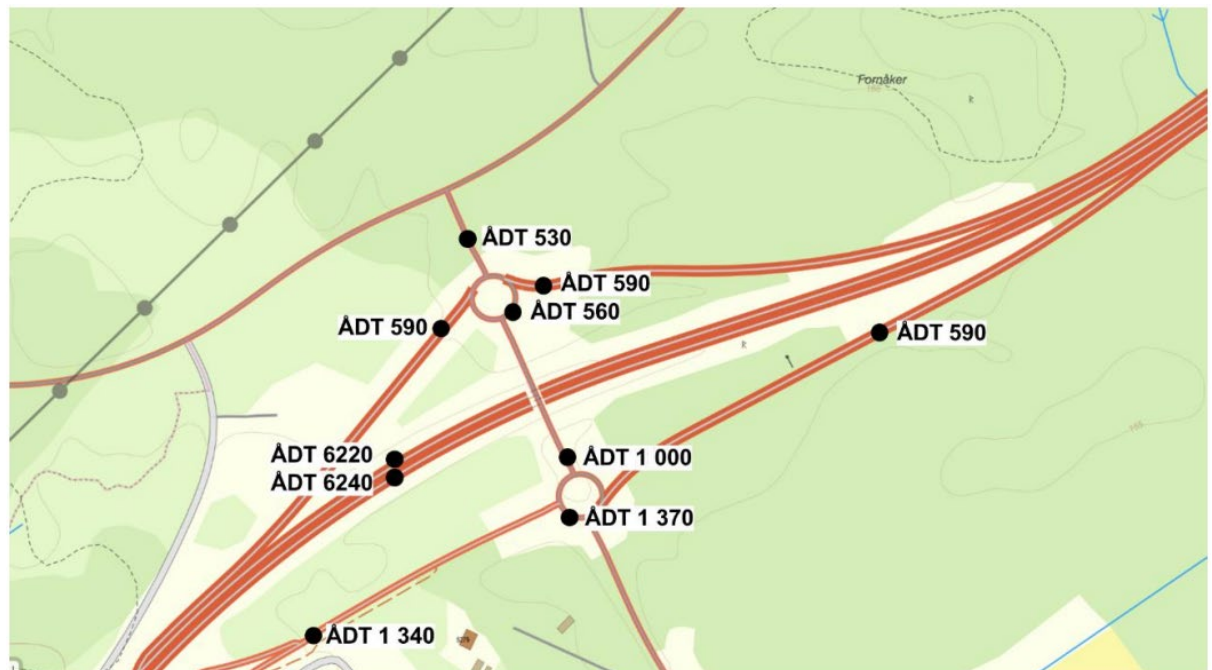 Fornåker
ÅDT 530
ÅDT 590
ÅDT 560
ÅDT 590
ÅDT 590
ÅDT 6220
ÅDT 6240
ÅDT 1 000
ÅDT 1 370
ÅDT 1 340